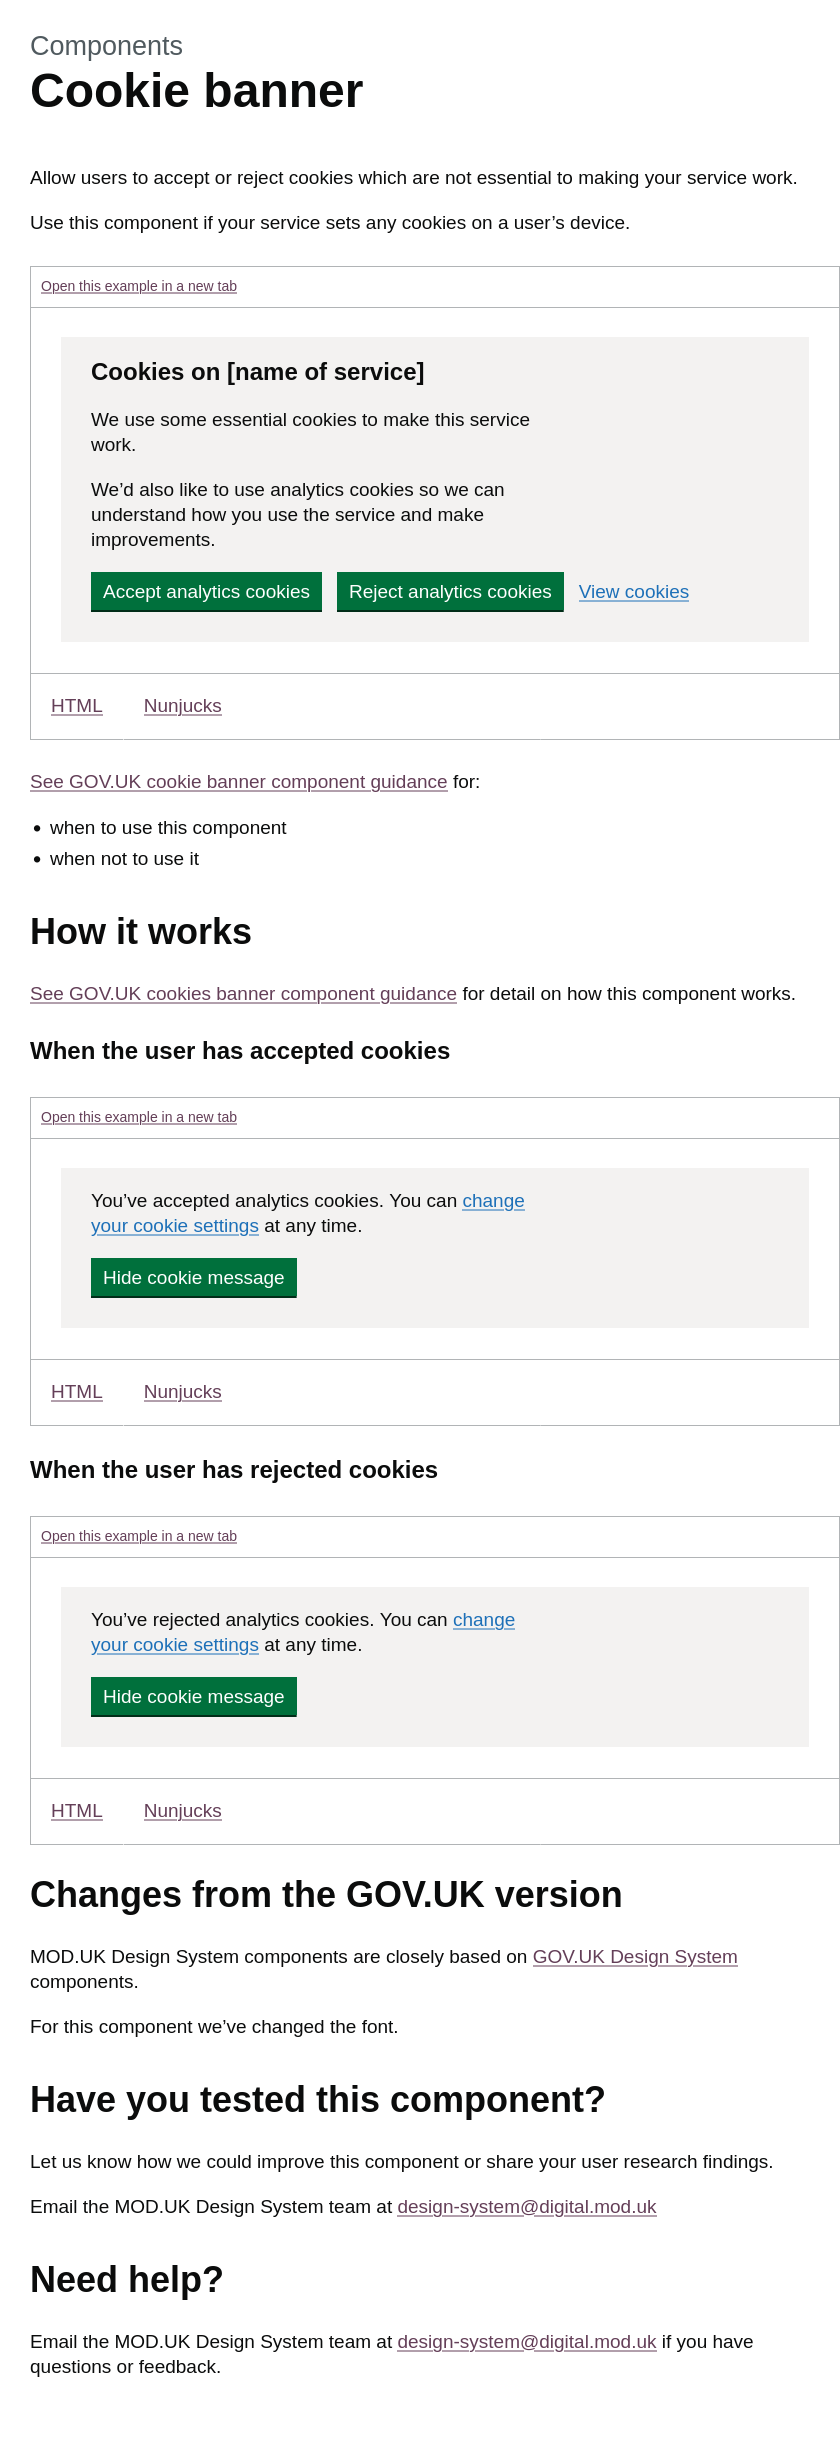 Components
Cookie banner
Allow users to accept or reject cookies which are not essential to making your service work.
Use this component if your service sets any cookies on a user’s device.
Open this example in a new tab
Cookies on [name of service]
We use some essential cookies to make this service
work.
We’d also like to use analytics cookies so we can
understand how you use the service and make
improvements.
Accept analytics cookies Reject analytics cookies View cookies
HTML Nunjucks
See GOV.UK cookie banner component guidance for:
• when to use this component
• when not to use it
How it works
See GOV.UK cookies banner component guidance for detail on how this component works.
When the user has accepted cookies
Open this example in a new tab
You’ve accepted analytics cookies. You can change
your cookie settings at any time.
Hide cookie message
HTML Nunjucks
When the user has rejected cookies
Open this example in a new tab
You’ve rejected analytics cookies. You can change
your cookie settings at any time.
Hide cookie message
HTML Nunjucks
Changes from the GOV.UK version
MOD.UK Design System components are closely based on GOV.UK Design System
components.
For this component we’ve changed the font.
Have you tested this component?
Let us know how we could improve this component or share your user research findings.
Email the MOD.UK Design System team at design-system@digital.mod.uk
Need help?
Email the MOD.UK Design System team at design-system@digital.mod.uk if you have
questions or feedback.